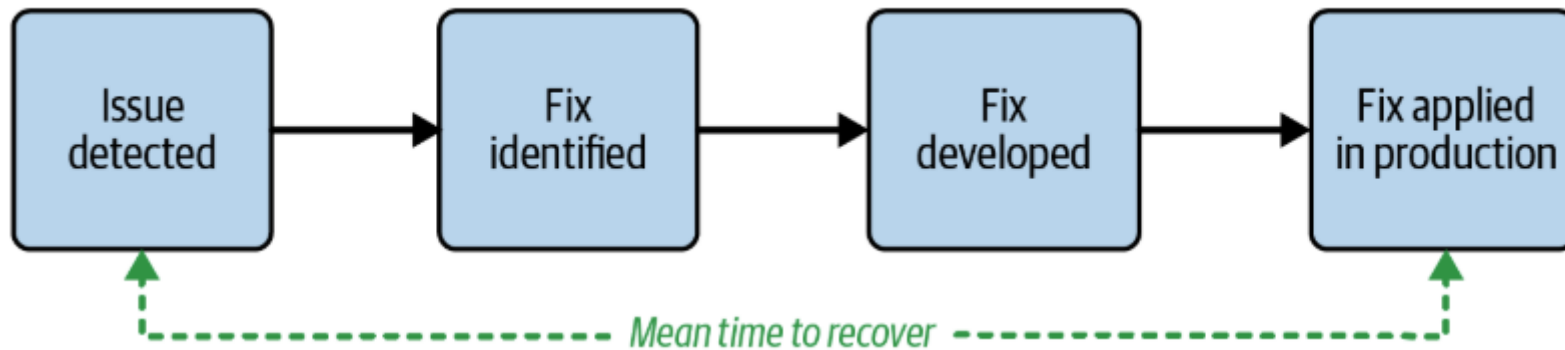 Issue
detected
Fix
identified
Fix
developed
Fix applied
in production
Mean time to recover